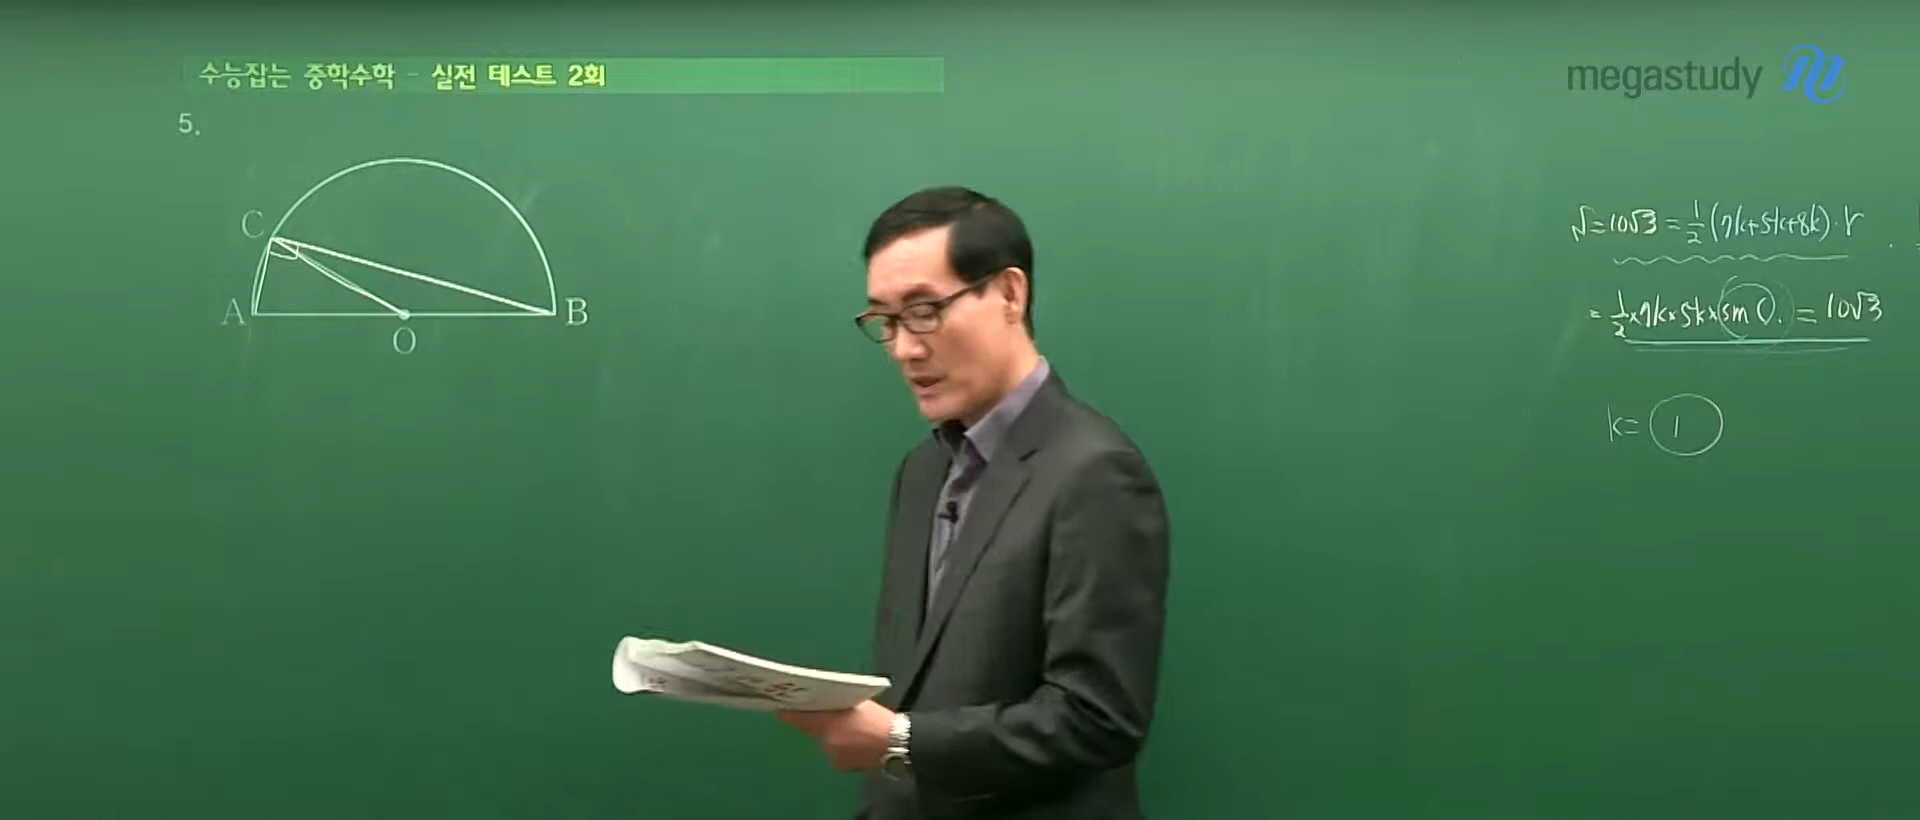 수능잡는 중학수학 - 실전 테스트 2회
megastudy
5.
C
A
B
O
S=10√3=1/2(7k+5k+8k)·r
=1/2×7k×5k×sin C.=10√3
k=1